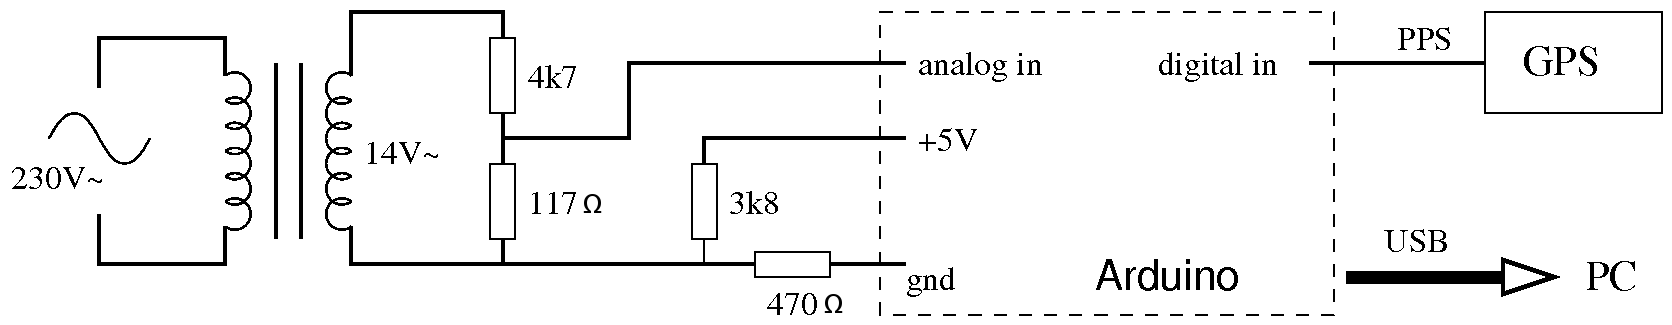 PPS
GPS
analog in
digital in
4k7
+5V
14V~
230V~
117 Ω
3k8
USB
gnd
Arduino
PC
470 Ω